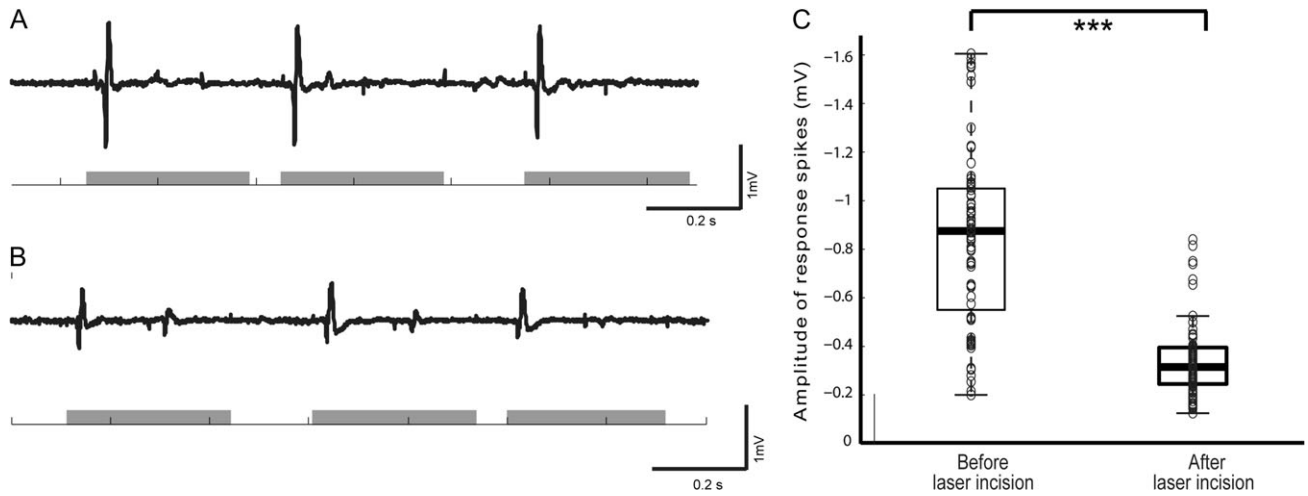 A
1mV
0.2 s
B
1mV
0.2 s
C
***
Amplitude of response spikes (mV)
−1.6
−1.4
−1.2
−1
−0.8
−0.6
−0.4
−0.2
0
Before
laser incision
After
laser incision